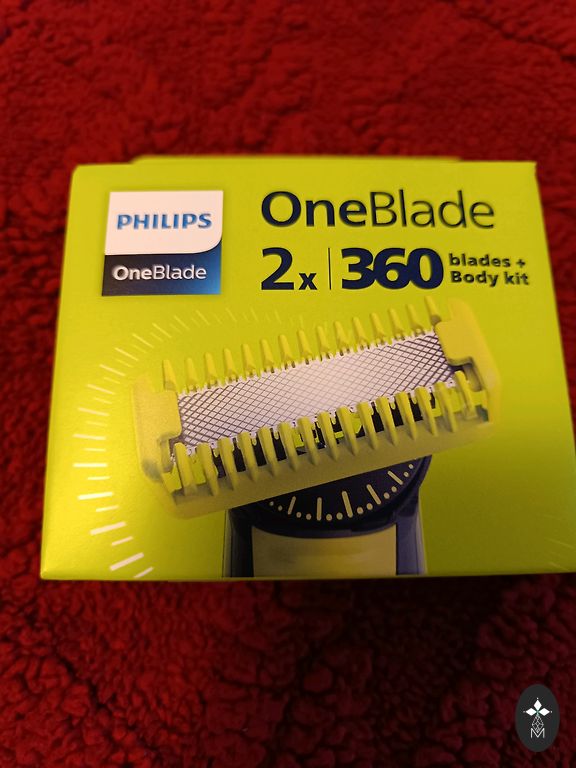 PHILIPS
OneBlade
OneBlade
2x | 360 blades +
Body kit
M